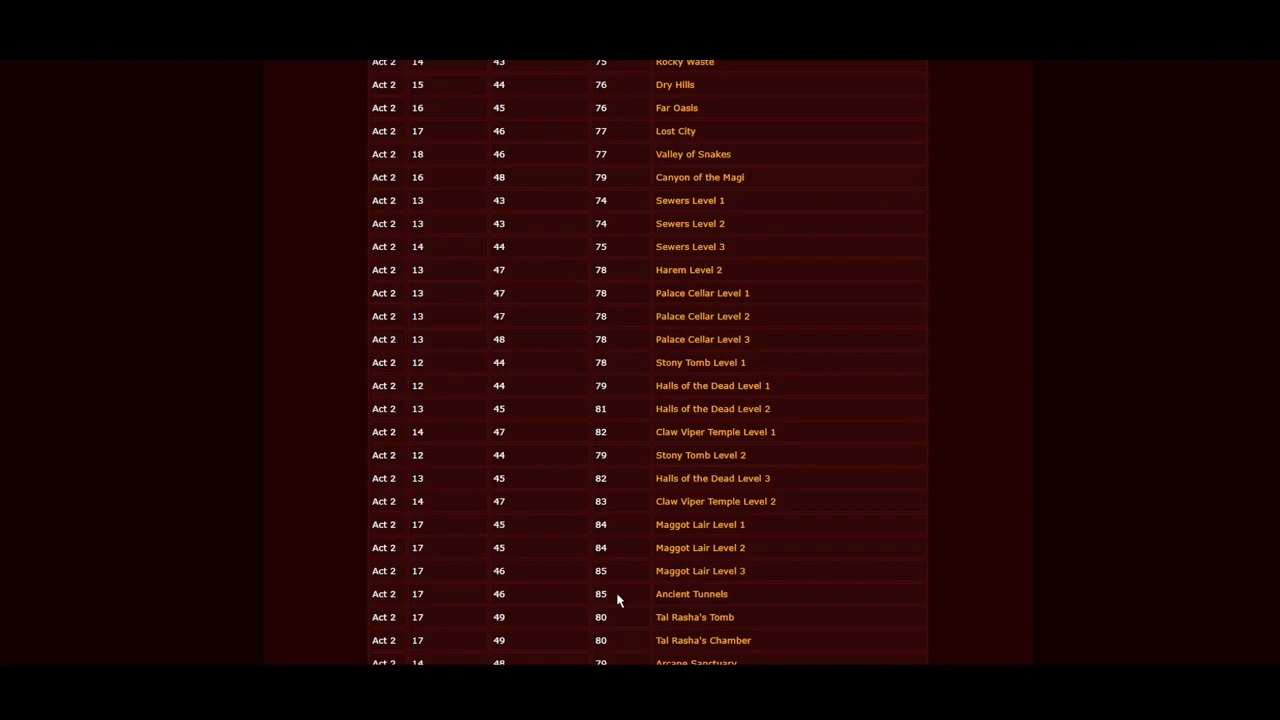 Act 2 14 43 75 Rocky Waste
Act 2 15 44 76 Dry Hills
Act 2 16 45 76 Far Oasis
Act 2 17 46 77 Lost City
Act 2 18 46 77 Valley of Snakes
Act 2 16 48 79 Canyon of the Magi
Act 2 13 43 74 Sewers Level 1
Act 2 13 43 74 Sewers Level 2
Act 2 14 44 75 Sewers Level 3
Act 2 13 47 78 Harem Level 2
Act 2 13 47 78 Palace Cellar Level 1
Act 2 13 47 78 Palace Cellar Level 2
Act 2 13 48 78 Palace Cellar Level 3
Act 2 12 44 78 Stony Tomb Level 1
Act 2 12 44 79 Halls of the Dead Level 1
Act 2 13 45 81 Halls of the Dead Level 2
Act 2 14 47 82 Claw Viper Temple Level 1
Act 2 12 44 79 Stony Tomb Level 2
Act 2 13 45 82 Halls of the Dead Level 3
Act 2 14 47 83 Claw Viper Temple Level 2
Act 2 17 45 84 Maggot Lair Level 1
Act 2 17 45 84 Maggot Lair Level 2
Act 2 17 46 85 Maggot Lair Level 3
Act 2 17 46 85 Ancient Tunnels
Act 2 17 49 80 Tal Rasha's Tomb
Act 2 17 49 80 Tal Rasha's Chamber
Act 2 14 48 79 Arcane Sanctuary